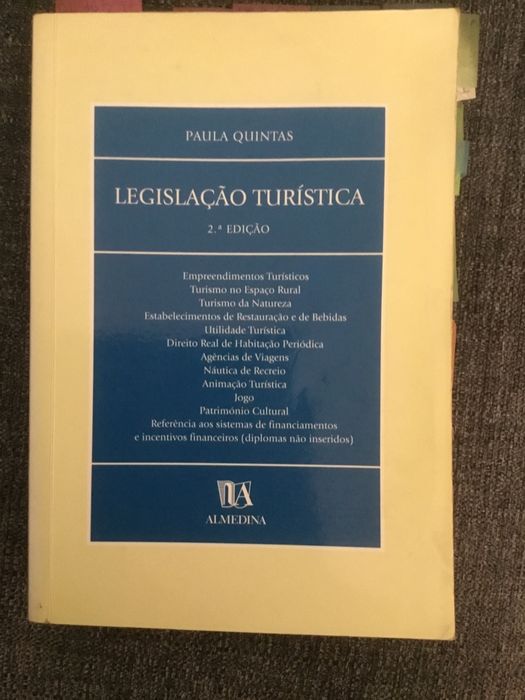 PAULA QUINTAS
LEGISLAÇÃO TURÍSTICA
2.ª EDIÇÃO
Empreendimentos Turísticos
Turismo no Espaço Rural
Turismo da Natureza
Estabelecimentos de Restauração e de Bebidas
Utilidade Turística
Direito Real de Habitação Periódica
Agências de Viagens
Náutica de Recreio
Animação Turística
Jogo
Património Cultural
Referência aos sistemas de financiamentos
e incentivos financeiros (diplomas não inseridos)
ALMEDINA